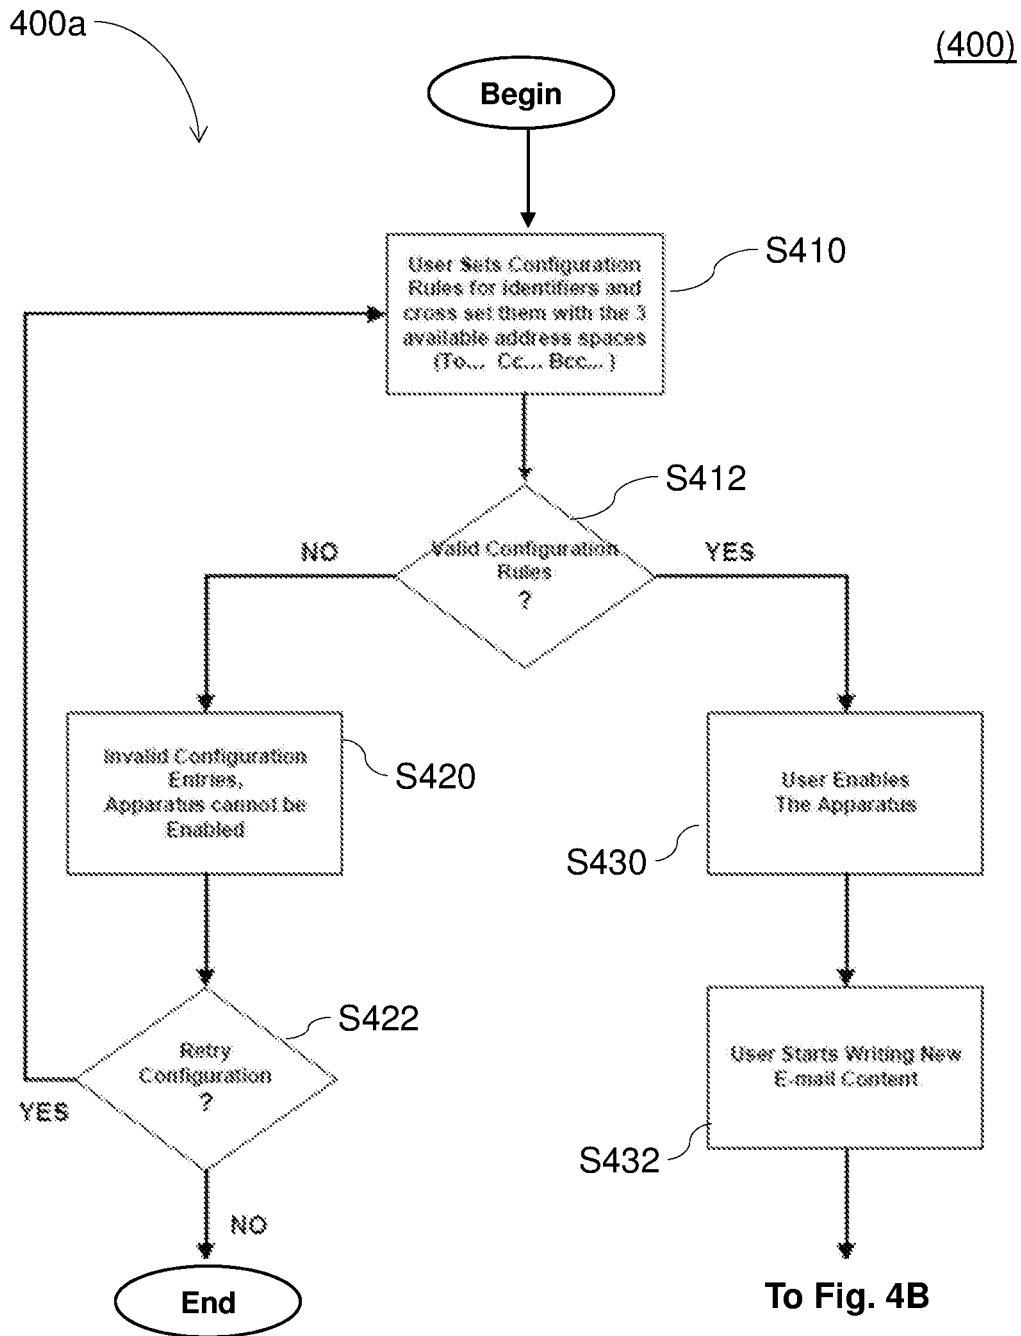 400a
(400)
Begin
S410
User Sets Configuration
Rules for identifiers and
cross set them with the 3
available address spaces
(To... Cc... Bcc... )
S412
NO
YES
Valid Configuration
Rules
?
Invalid Configuration
Entries,
Apparatus cannot be
Enabled
S420
User Enables
The Apparatus
S430
S422
Retry
Configuration
?
YES
User Starts Writing New
E-mail Content
S432
NO
End
To Fig. 4B